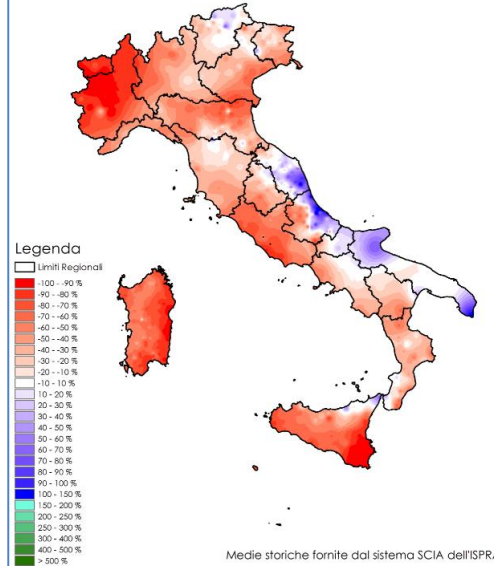 Legenda
Limiti Regionali
-100 - -90 %
-90 - -80 %
-80 - -70 %
-70 - -60 %
-60 - -50 %
-50 - -40 %
-40 - -30 %
-30 - -20 %
-20 - -10 %
-10 - 10 %
10 - 20 %
20 - 30 %
30 - 40 %
40 - 50 %
50 - 60 %
60 - 70 %
70 - 80 %
80 - 90 %
90 - 100 %
100 - 150 %
150 - 200 %
200 - 250 %
250 - 300 %
300 - 400 %
400 - 500 %
> 500 %
Medie storiche fornite dal sistema SCIA dell'ISPRA